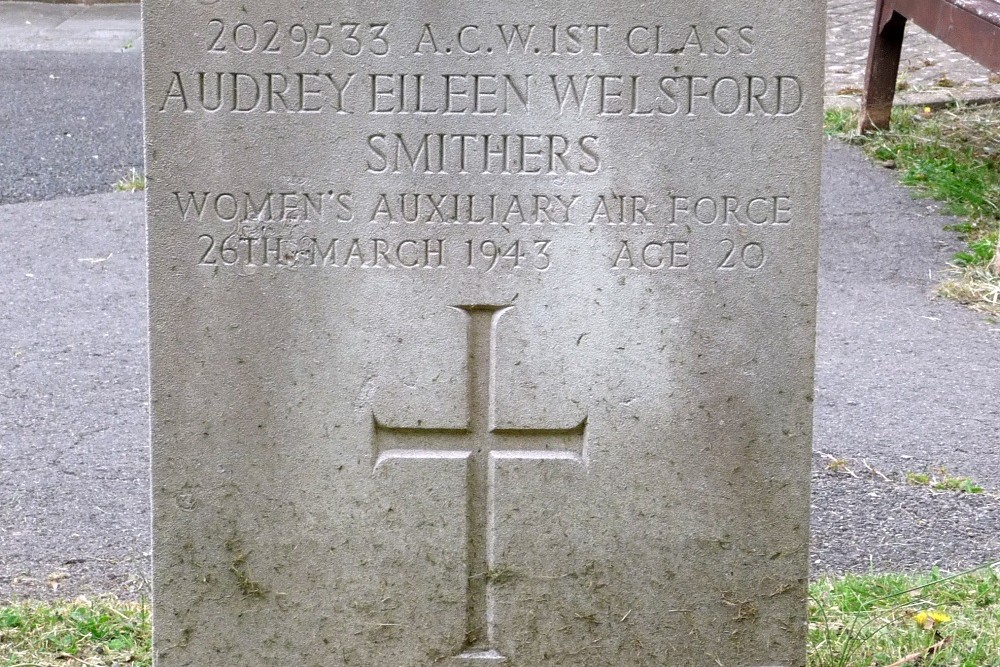 2029533 A.C.W.1ST CLASS
AUDREY EILEEN WELSFORD
SMITHERS
WOMEN'S AUXILIARY AIR FORCE
26TH MARCH 1943 AGE 20